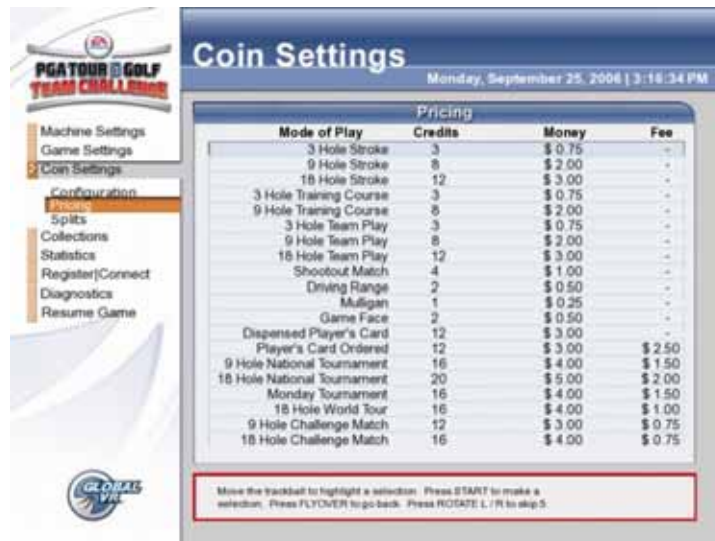 EA
PGA TOUR GOLF
TEAM CHALLENGE
Coin Settings
Monday, September 25, 2006 | 3:16:34 PM
Machine Settings
Game Settings
Coin Settings
Configuration
Pricing
Splits
Collections
Statistics
Register|Connect
Diagnostics
Resume Game
GLOBAL
VR
Pricing
Mode of Play Credits Money Fee
3 Hole Stroke 3 $ 0.75 -
9 Hole Stroke 8 $ 2.00 -
18 Hole Stroke 12 $ 3.00 -
3 Hole Training Course 3 $ 0.75 -
9 Hole Training Course 8 $ 2.00 -
3 Hole Team Play 3 $ 0.75 -
9 Hole Team Play 8 $ 2.00 -
18 Hole Team Play 12 $ 3.00 -
Shootout Match 4 $ 1.00 -
Driving Range 2 $ 0.50 -
Mulligan 1 $ 0.25 -
Game Face 2 $ 0.50 -
Dispensed Player's Card 12 $ 3.00 -
Player's Card Ordered 12 $ 3.00 $ 2.50
9 Hole National Tournament 16 $ 4.00 $ 1.50
18 Hole National Tournament 20 $ 5.00 $ 2.00
Monday Tournament 16 $ 4.00 $ 1.50
18 Hole World Tour 16 $ 4.00 $ 1.00
9 Hole Challenge Match 12 $ 3.00 $ 0.75
18 Hole Challenge Match 16 $ 4.00 $ 0.75
Move the trackball to highlight a selection. Press START to make a
selection. Press FLYOVER to go back. Press ROTATE L / R to skip 5.